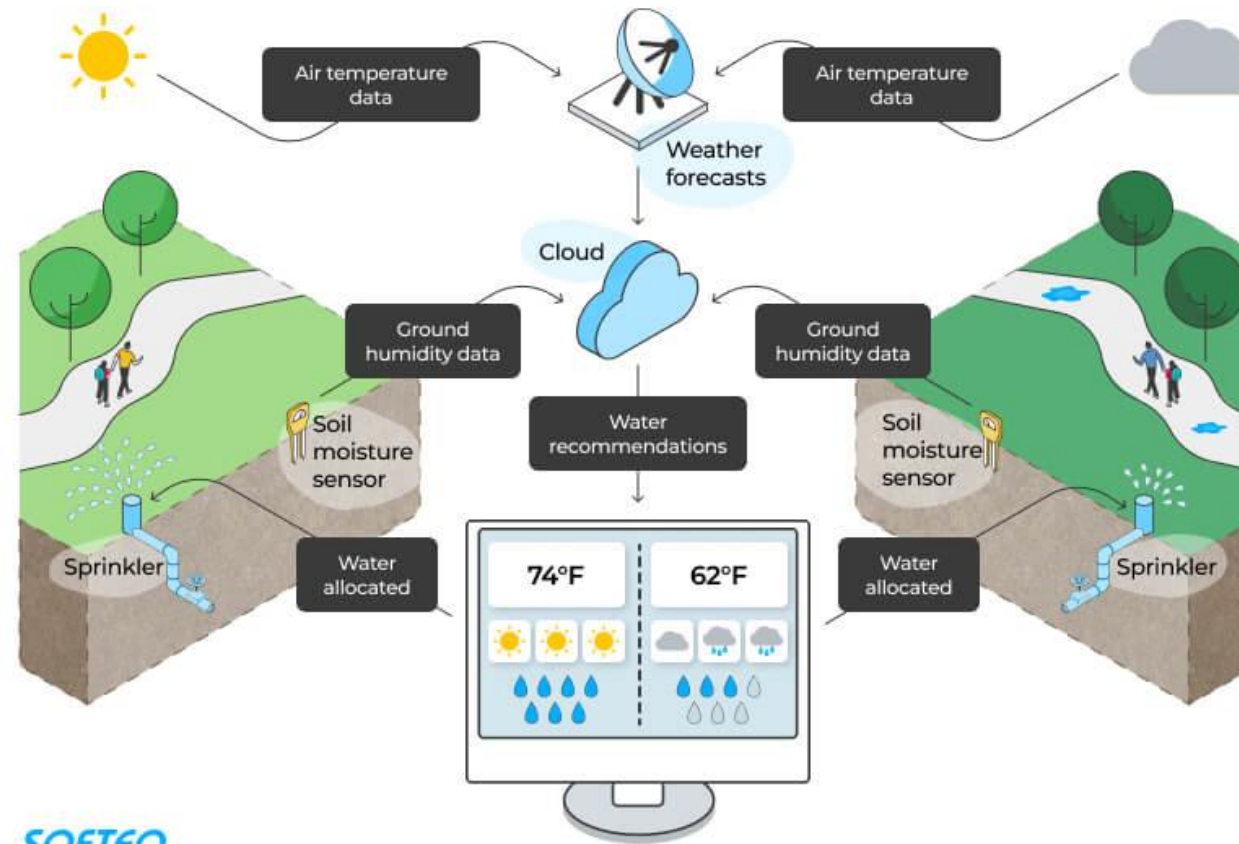 Air temperature
data
Air temperature
data
Weather
forecasts
Cloud
Ground
humidity data
Ground
humidity data
Soil
moisture
sensor
Water
recommendations
Soil
moisture
sensor
Sprinkler
Water
allocated
74°F
62°F
Water
allocated
Sprinkler
SOFTEQ